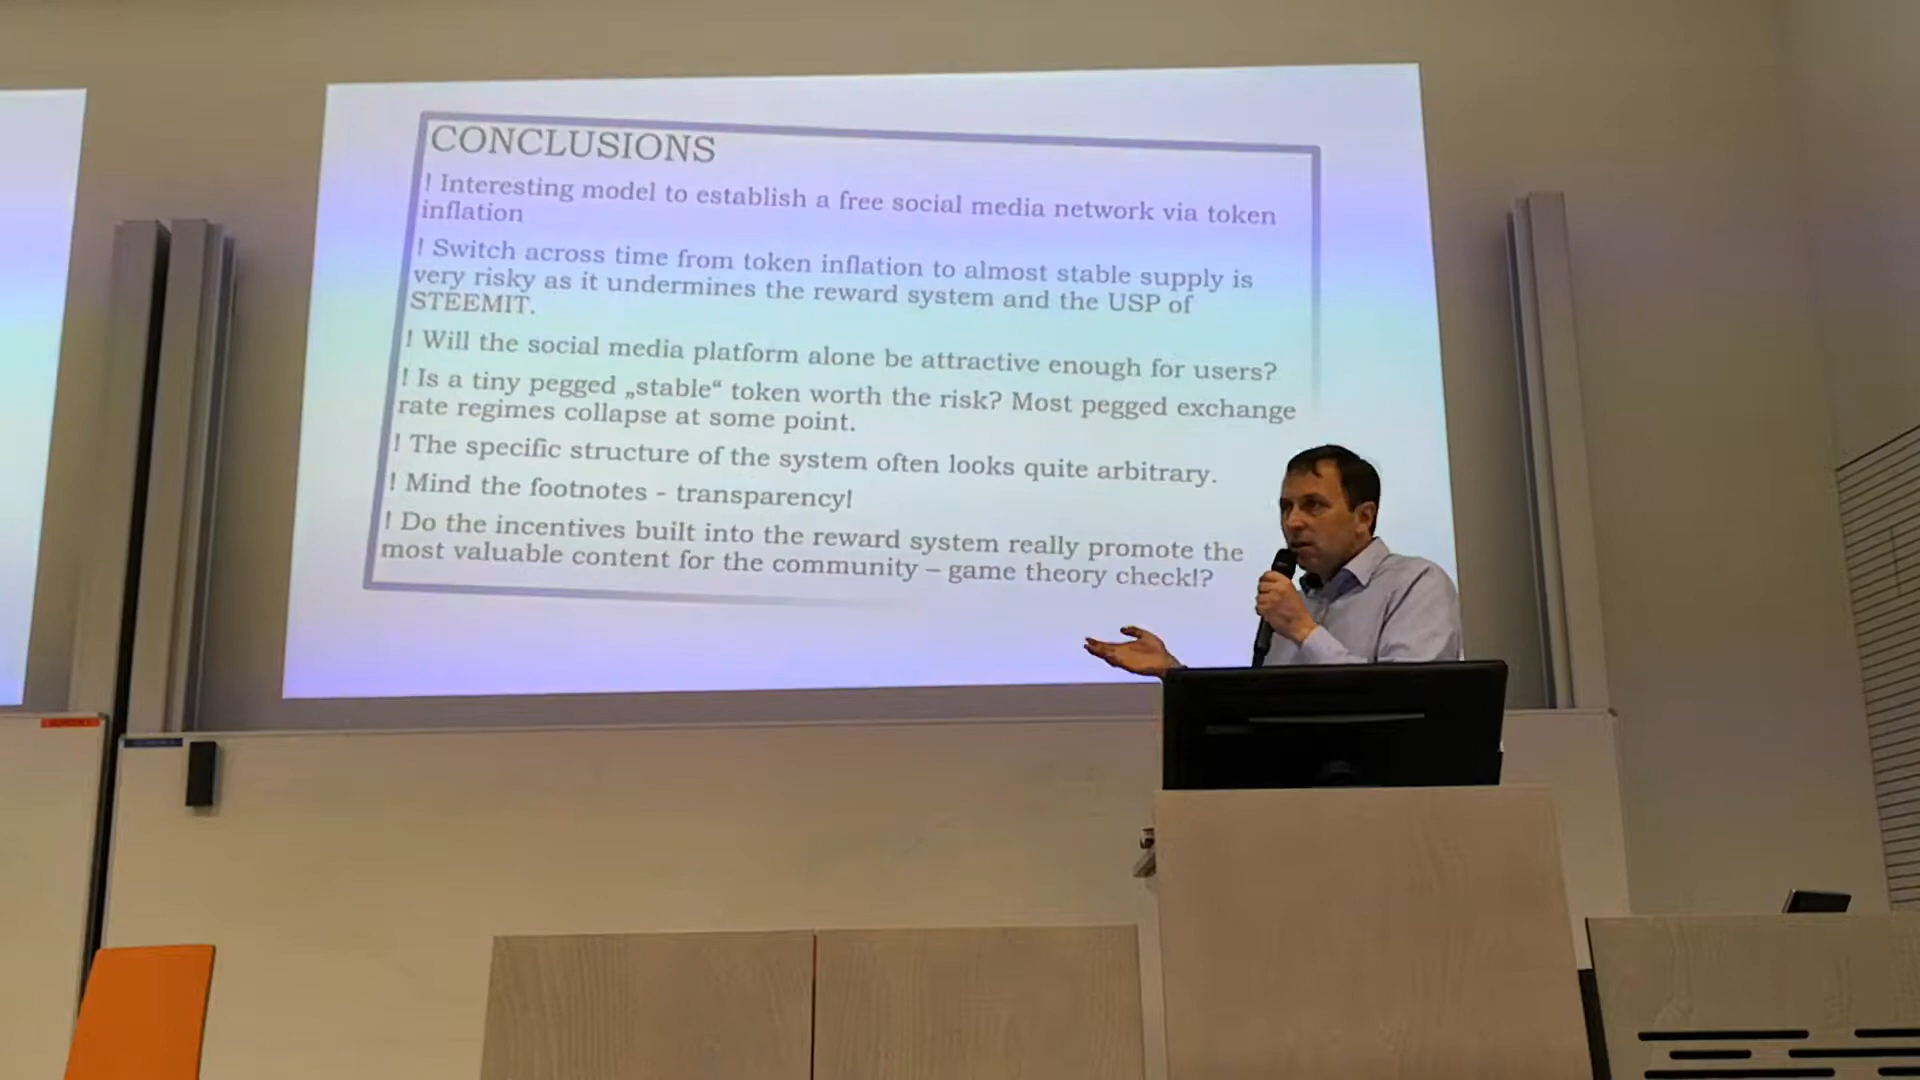 CONCLUSIONS
! Interesting model to establish a free social media network via token
inflation
! Switch across time from token inflation to almost stable supply is
very risky as it undermines the reward system and the USP of
STEEMIT.
! Will the social media platform alone be attractive enough for users?
! Is a tiny pegged „stable“ token worth the risk? Most pegged exchange
rate regimes collapse at some point.
! The specific structure of the system often looks quite arbitrary.
! Mind the footnotes - transparency!
! Do the incentives built into the reward system really promote the
most valuable content for the community – game theory check!?